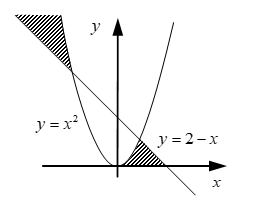 y
y = x²
y = 2 − x
x